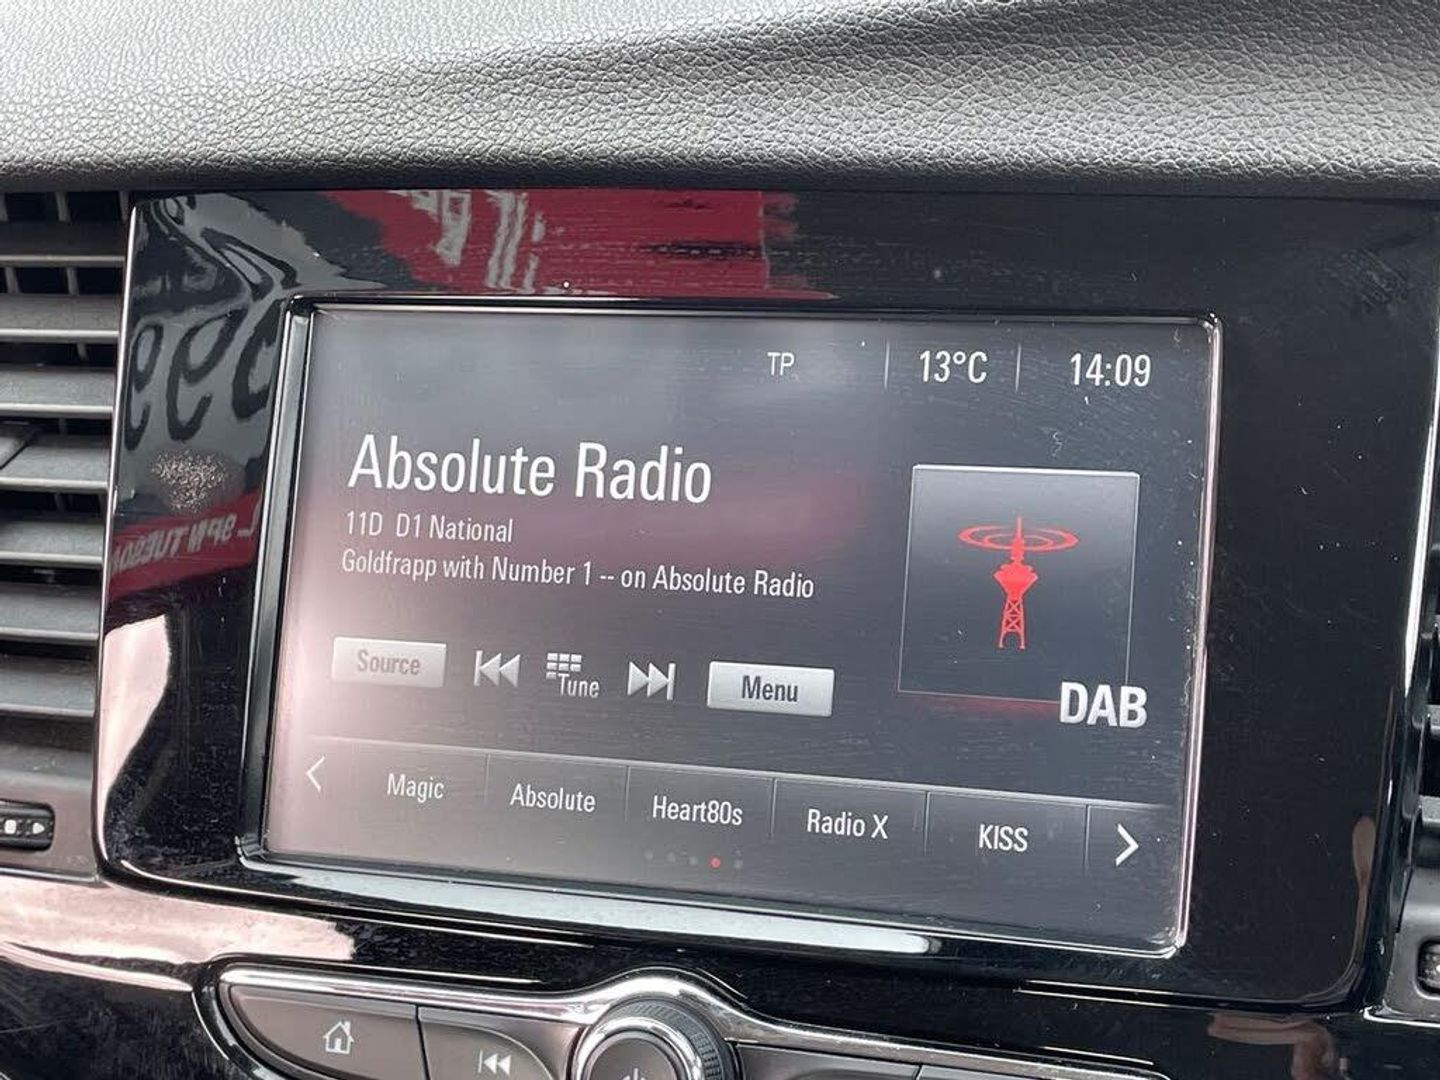 TP 13°C 14:09
Absolute Radio
11D D1 National
Goldfrapp with Number 1 -- on Absolute Radio
Source Tune Menu
DAB
Magic Absolute Heart80s Radio X KISS